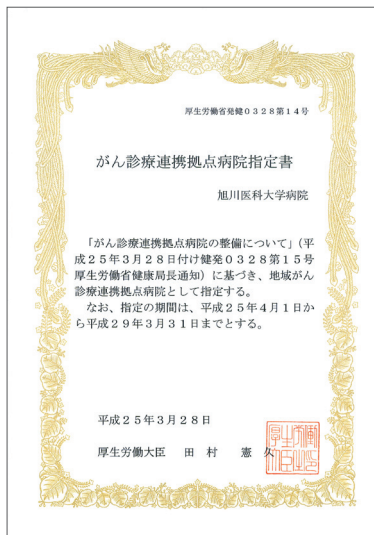 厚生労働省発健0328第14号
がん診療連携拠点病院指定書
旭川医科大学病院
「がん診療連携拠点病院の整備について」(平
成25年3月28日付け健発0328第15号
厚生労働省健康局長通知)に基づき、地域がん
診療連携拠点病院として指定する。
なお、指定の期間は、平成25年4月1日か
ら平成29年3月31日までとする。
平成25年3月28日
厚生労働大臣 田村 憲久